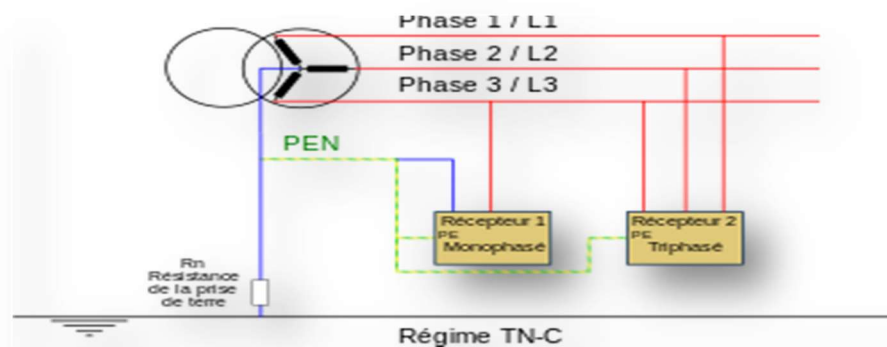 Phase 1 / L1
Phase 2 / L2
Phase 3 / L3
PEN
Récepteur 1
PE
Monophasé
Récepteur 2
PE
Triphasé
Rn
Résistance
de la prise
de terre
Régime TN-C